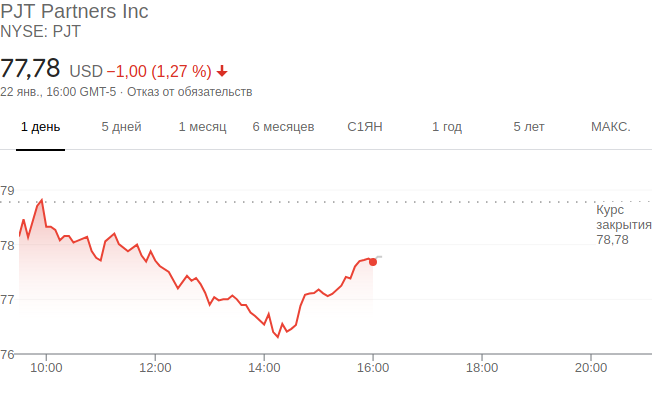 PJT Partners Inc
NYSE: PJT
77,78 USD −1,00 (1,27 %)
22 янв., 16:00 GMT-5 · Отказ от обязательств
1 день 5 дней 1 месяц 6 месяцев С1ЯН 1 год 5 лет МАКС.
79
Курс
закрытия
78,78
78
77
76
10:00 12:00 14:00 16:00 18:00 20:00